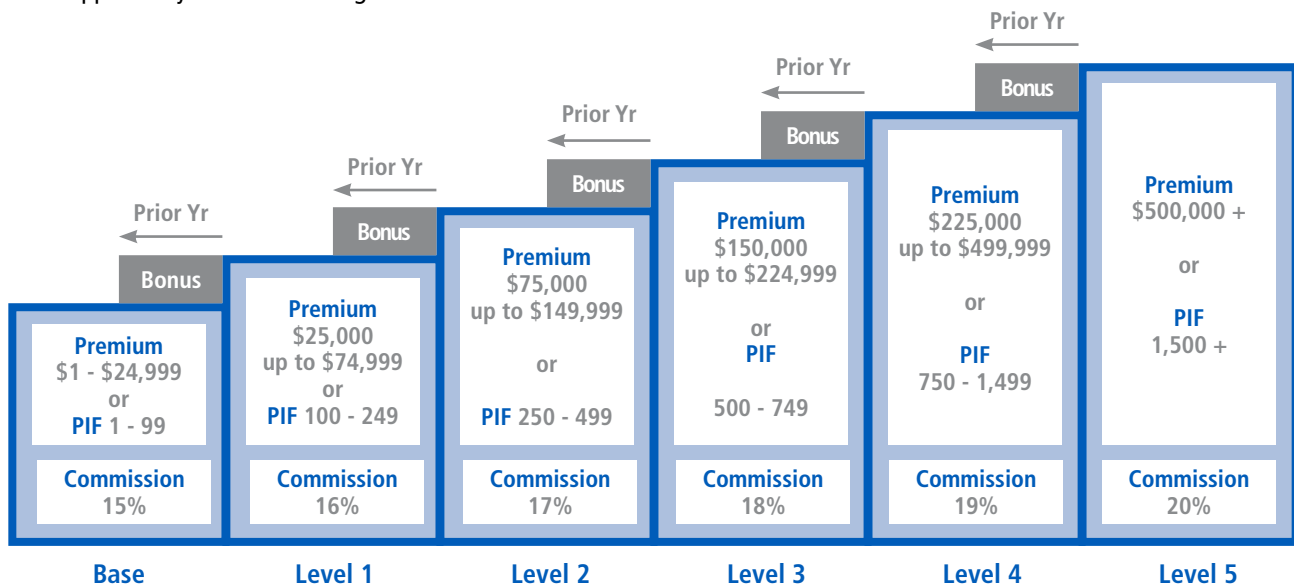 Prior Yr
Bonus
Premium
$1 - $24,999
or
PIF 1 - 99
Commission
15%
Base
Prior Yr
Bonus
Premium
$25,000
up to $74,999
or
PIF 100 - 249
Commission
16%
Level 1
Prior Yr
Bonus
Premium
$75,000
up to $149,999
or
PIF 250 - 499
Commission
17%
Level 2
Prior Yr
Bonus
Premium
$150,000
up to $224,999
or
PIF
500 - 749
Commission
18%
Level 3
Prior Yr
Bonus
Premium
$225,000
up to $499,999
or
PIF
750 - 1,499
Commission
19%
Level 4
Premium
$500,000 +
or
PIF
1,500 +
Commission
20%
Level 5